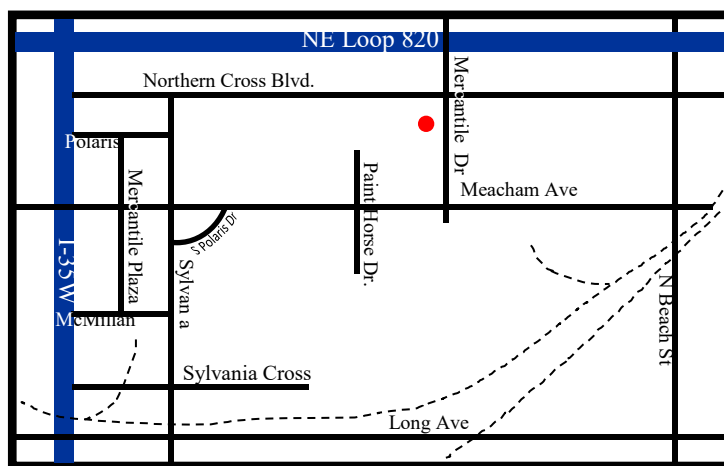 NE Loop 820
Northern Cross Blvd.
Mercantile Dr
Polaris
Mercantile Plaza
Paint Horse Dr.
Meacham Ave
S Polaris Dr
I-35W
Sylvan a
N Beach St
McMillan
Sylvania Cross
Long Ave